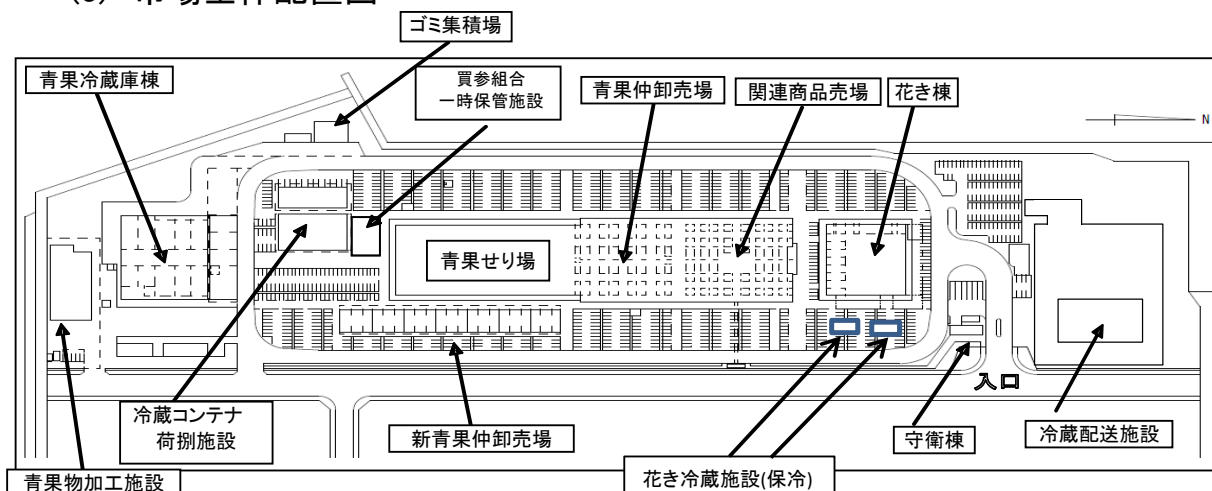 ゴミ集積場
青果冷蔵庫棟
買参組合
一時保管施設
青果仲卸売場
関連商品売場
花き棟
N
青果せり場
入口
冷蔵コンテナ
荷捌施設
新青果仲卸売場
守衛棟
冷蔵配送施設
青果物加工施設
花き冷蔵施設(保冷)